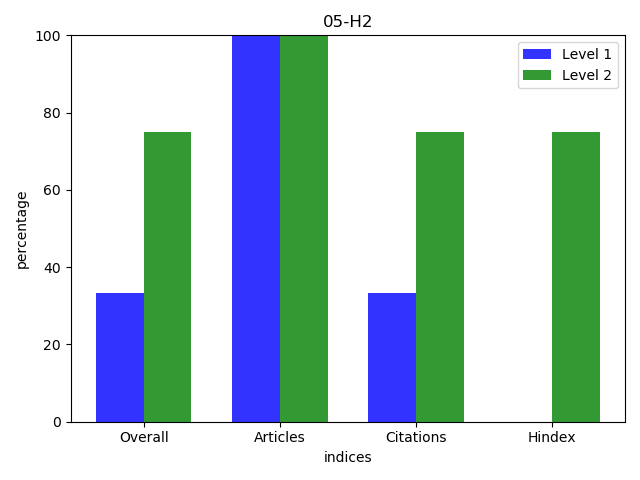 05-H2
Level 1
Level 2
percentage
100
80
60
40
20
0
Overall
Articles
Citations
Hindex
indices